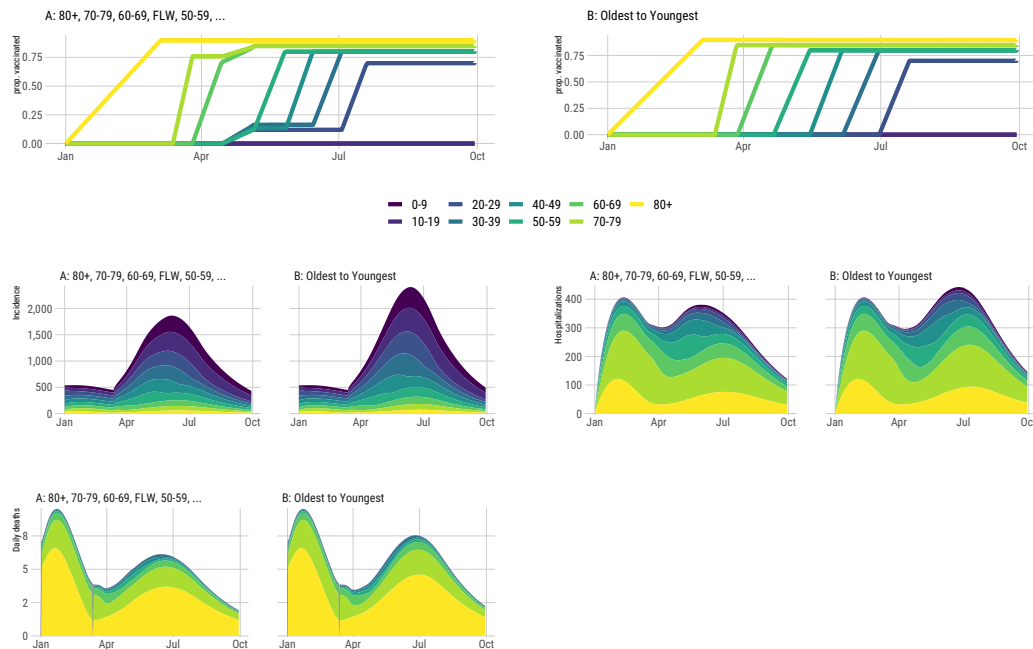 A: 80+, 70-79, 60-69, FLW, 50-59, ...
prop. vaccinated
0.75
0.50
0.25
0.00
Jan Apr Jul Oct
B: Oldest to Youngest
prop. vaccinated
0.75
0.50
0.25
0.00
Jan Apr Jul Oct
0-9 20-29 40-49 60-69 80+
10-19 30-39 50-59 70-79
A: 80+, 70-79, 60-69, FLW, 50-59, ...
Incidence
2,000
1,500
1,000
500
0
Jan Apr Jul Oct
B: Oldest to Youngest
Jan Apr Jul Oct
A: 80+, 70-79, 60-69, FLW, 50-59, ...
Hospitalizations
400
300
200
100
0
Jan Apr Jul Oct
B: Oldest to Youngest
Jan Apr Jul Oct
A: 80+, 70-79, 60-69, FLW, 50-59, ...
Daily deaths
8
5
2
0
Jan Apr Jul Oct
B: Oldest to Youngest
Jan Apr Jul Oct